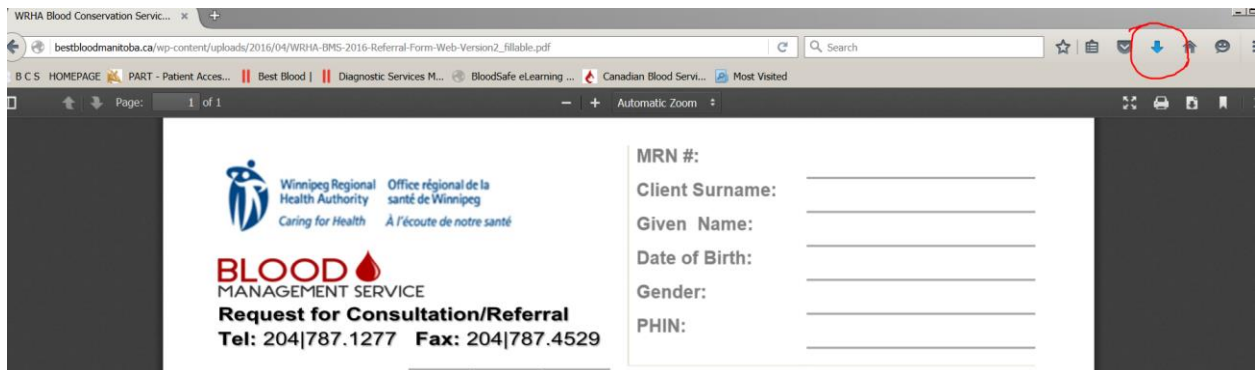 WRHA Blood Conservation Servic... × +
bestbloodmanitoba.ca/wp-content/uploads/2016/04/WRHA-BMS-2016-Referral-Form-Web-Version2_fillable.pdf
Search
B C S HOMEPAGE PART - Patient Acces... Best Blood | Diagnostic Services M... BloodSafe eLearning ... Canadian Blood Servi... Most Visited
Page: 1 of 1 − + Automatic Zoom
Winnipeg Regional Office régional de la
Health Authority santé de Winnipeg
Caring for Health À l'écoute de notre santé
BLOOD
MANAGEMENT SERVICE
Request for Consultation/Referral
Tel: 204|787.1277 Fax: 204|787.4529
MRN #:
Client Surname:
Given Name:
Date of Birth:
Gender:
PHIN: